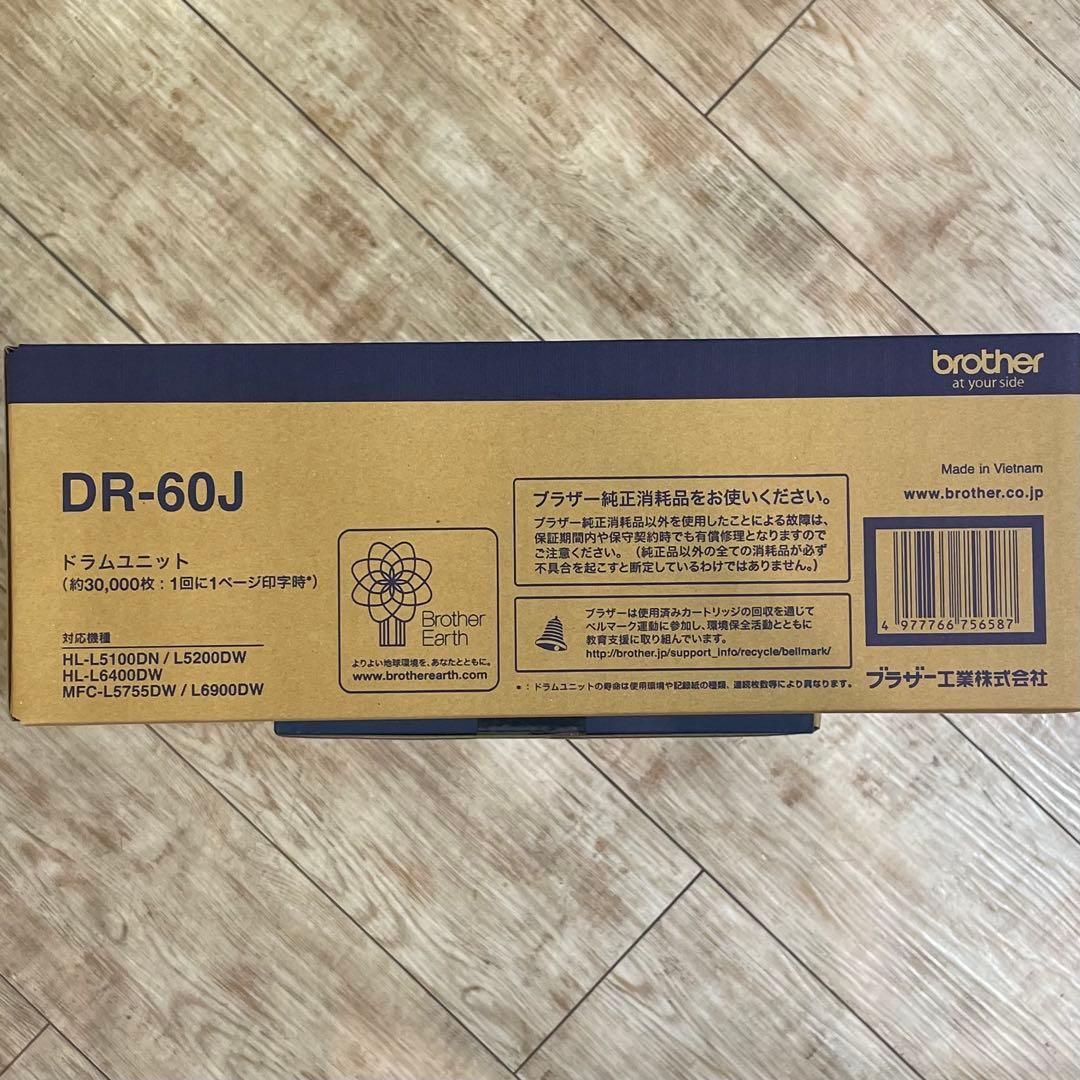 brother
at your side
DR-60J
ドラムユニット
(約30,000枚:1回に1ページ印字時*)
対応機種
HL-L5100DN / L5200DW
HL-L6400DW
MFC-L5755DW / L6900DW
Brother
Earth
よりよい地球環境を、あなたとともに。
www.brotherearth.com
ブラザー純正消耗品をお使いください。
ブラザー純正消耗品以外を使用したことによる故障は、
保証期間内や保守契約時でも有償修理となりますので
ご注意ください。(純正品以外の全ての消耗品が必ず
不具合を起こすと断定しているわけではありません。)
ブラザーは使用済みカートリッジの回収を通じて
ベルマーク運動に参加し、環境保全活動とともに
教育支援に取り組んでいます。
http://brother.jp/support_info/recycle/bellmark/
*:ドラムユニットの寿命は使用環境や記録紙の種類、連続枚数等により異なります。
Made in Vietnam
www.brother.co.jp
4 977766 756587
ブラザー工業株式会社